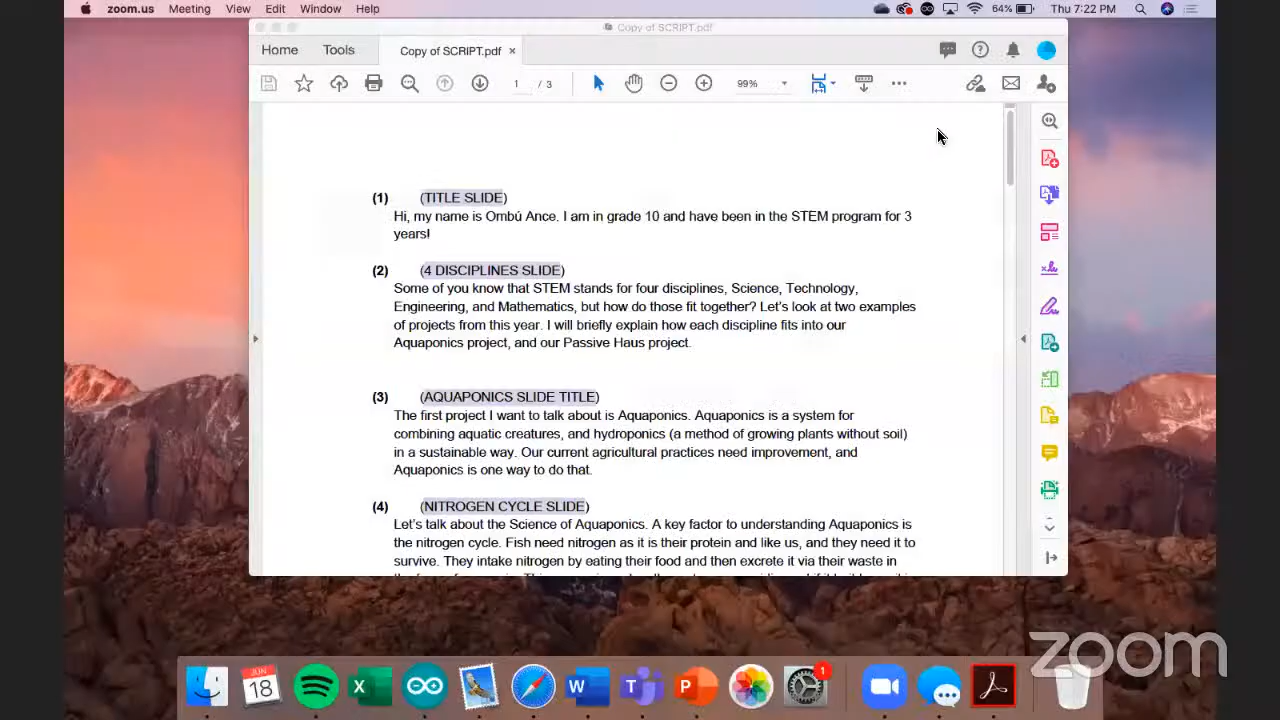 zoom.us Meeting View Edit Window Help 64% Thu 7:22 PM
Copy of SCRIPT.pdf
Home Tools Copy of SCRIPT.pdf ×
1 / 3 99%
(1) (TITLE SLIDE)
Hi, my name is Ombú Ance. I am in grade 10 and have been in the STEM program for 3
years!
(2) (4 DISCIPLINES SLIDE)
Some of you know that STEM stands for four disciplines, Science, Technology,
Engineering, and Mathematics, but how do those fit together? Let's look at two examples
of projects from this year. I will briefly explain how each discipline fits into our
Aquaponics project, and our Passive Haus project.
(3) (AQUAPONICS SLIDE TITLE)
The first project I want to talk about is Aquaponics. Aquaponics is a system for
combining aquatic creatures, and hydroponics (a method of growing plants without soil)
in a sustainable way. Our current agricultural practices need improvement, and
Aquaponics is one way to do that.
(4) (NITROGEN CYCLE SLIDE)
Let's talk about the Science of Aquaponics. A key factor to understanding Aquaponics is
the nitrogen cycle. Fish need nitrogen as it is their protein and like us, and they need it to
survive. They intake nitrogen by eating their food and then excrete it via their waste in
zoom
JUN
18
X
W
T
P
1